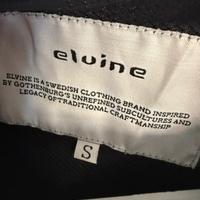 elvine
ELVINE IS A SWEDISH CLOTHING BRAND INSPIRED
BY GOTHENBURG'S UNREFINED SUBCULTURES AND
LEGACY OF TRADITIONAL CRAFTMANSHIP
S